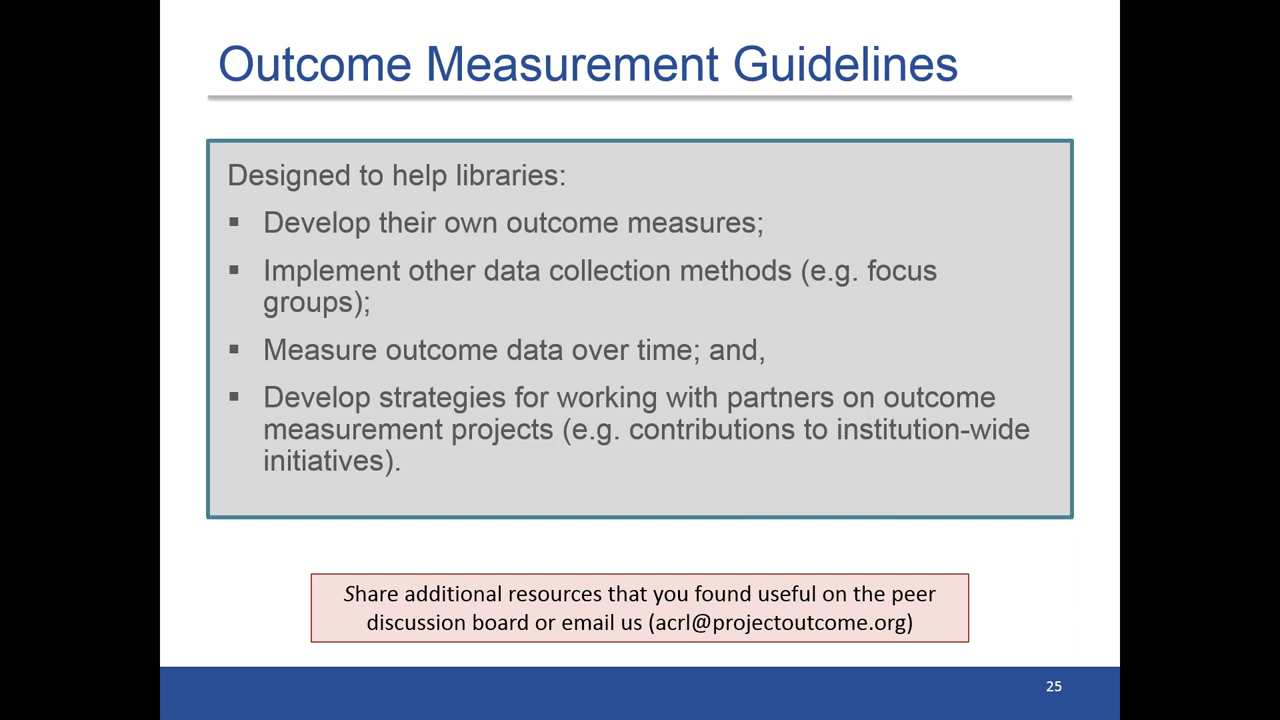 Outcome Measurement Guidelines
Designed to help libraries:
▪ Develop their own outcome measures;
▪ Implement other data collection methods (e.g. focus
groups);
▪ Measure outcome data over time; and,
▪ Develop strategies for working with partners on outcome
measurement projects (e.g. contributions to institution-wide
initiatives).
Share additional resources that you found useful on the peer
discussion board or email us (acrl@projectoutcome.org)
25